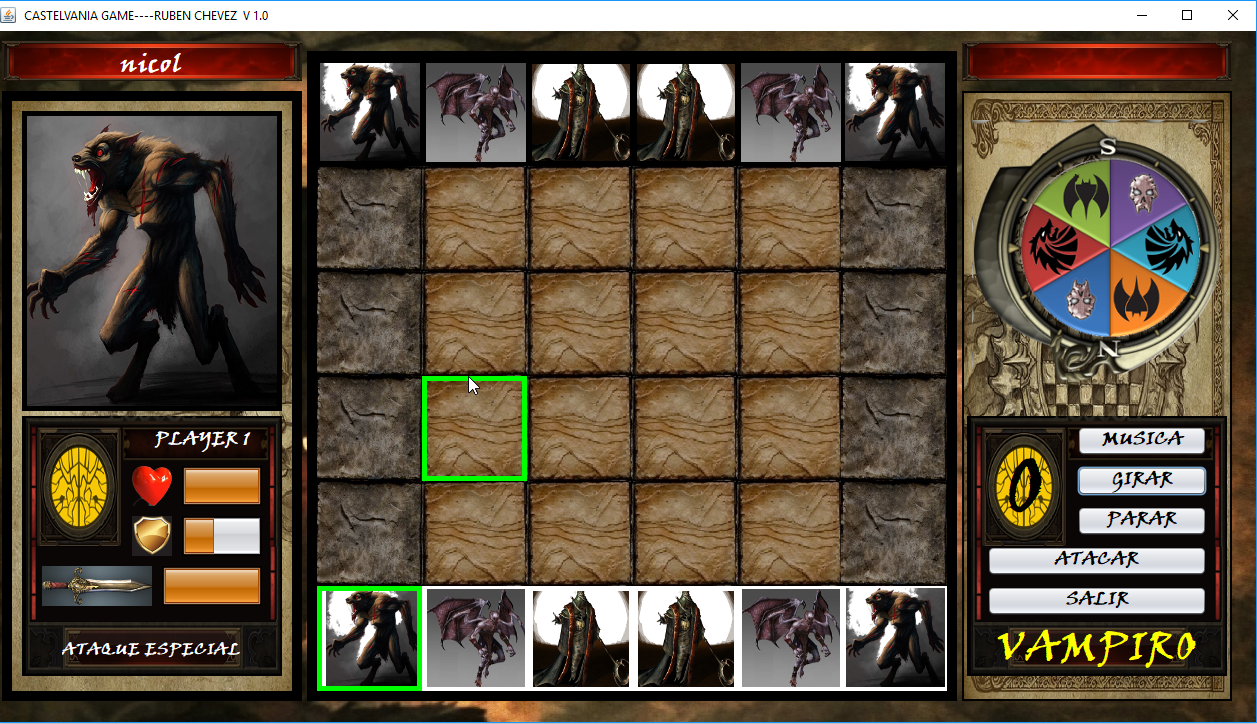 CASTELVANIA GAME----RUBEN CHEVEZ V 1.0
nicol
PLAYER 1
ATAQUE ESPECIAL
S
N
0
MUSICA
GIRAR
PARAR
ATACAR
SALIR
VAMPIRO